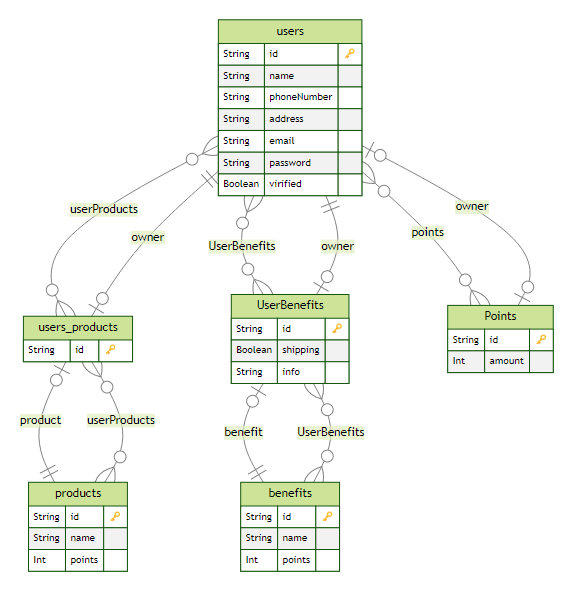 users
String id
String name
String phoneNumber
String address
String email
String password
Boolean virified
userProducts
owner
UserBenefits
owner
points
owner
users_products
String id
UserBenefits
String id
Boolean shipping
String info
Points
String id
Int amount
product
userProducts
benefit
UserBenefits
products
String id
String name
Int points
benefits
String id
String name
Int points